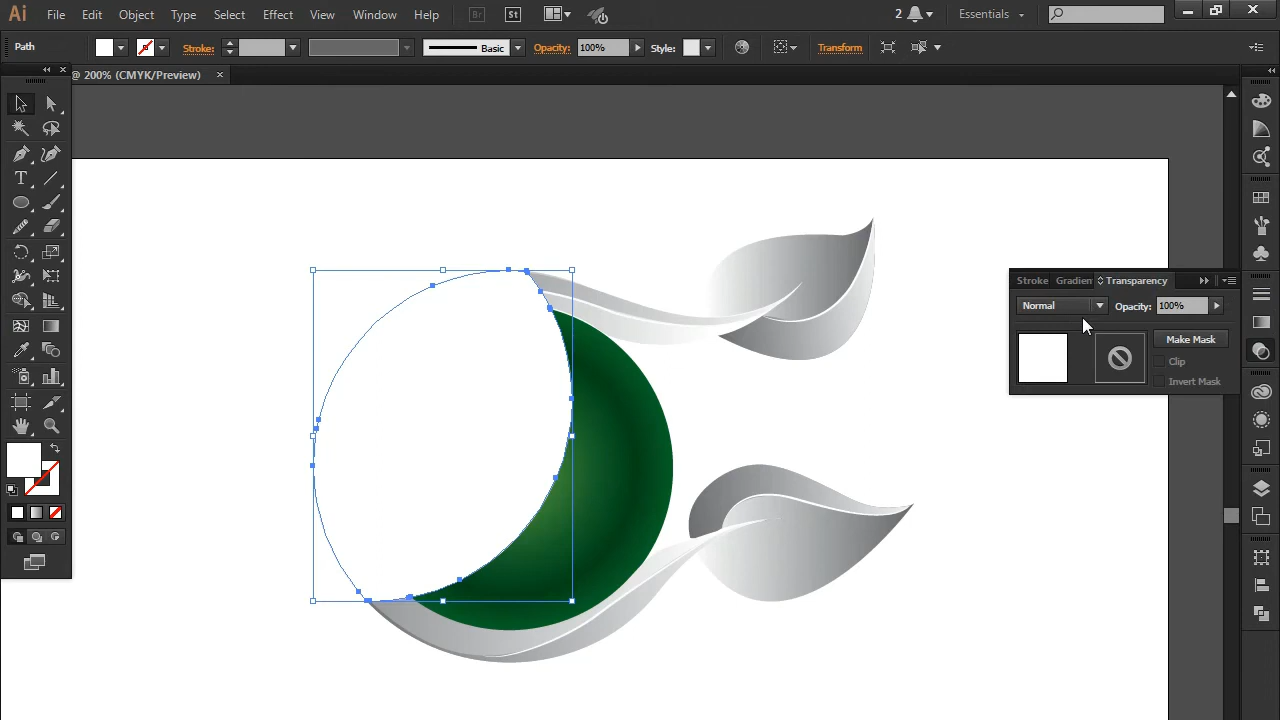 Ai File Edit Object Type Select Effect View Window Help Br St 2 Essentials
Path Stroke: Basic Opacity: 100% Style: Transform
@ 200% (CMYK/Preview)
Stroke Gradien Transparency
Normal Opacity: 100%
Make Mask
Clip
Invert Mask